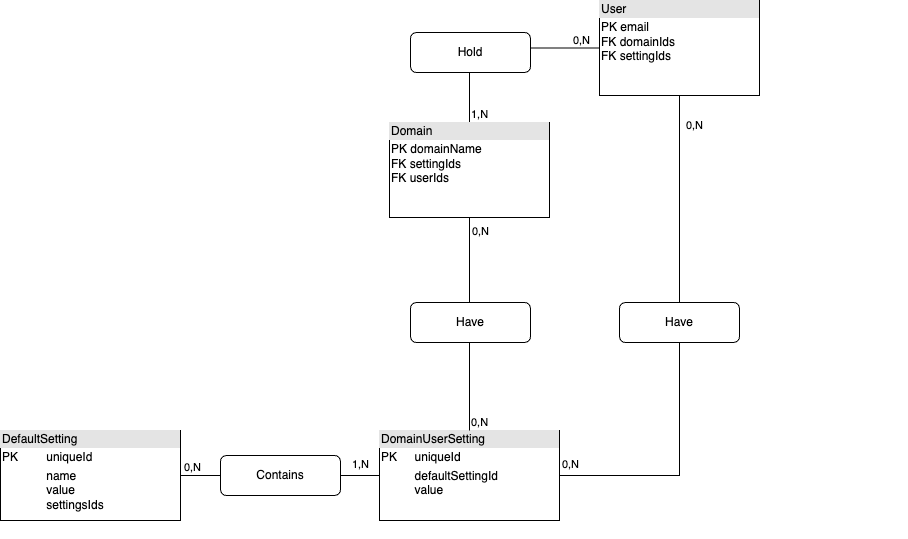 User
PK email
FK domainIds
FK settingIds
Hold
0,N
1,N
Domain
PK domainName
FK settingIds
FK userIds
0,N
0,N
Have
Have
0,N
DefaultSetting
PK uniqueId
name
value
settingsIds
0,N
Contains
1,N
DomainUserSetting
PK uniqueId
defaultSettingId
value
0,N